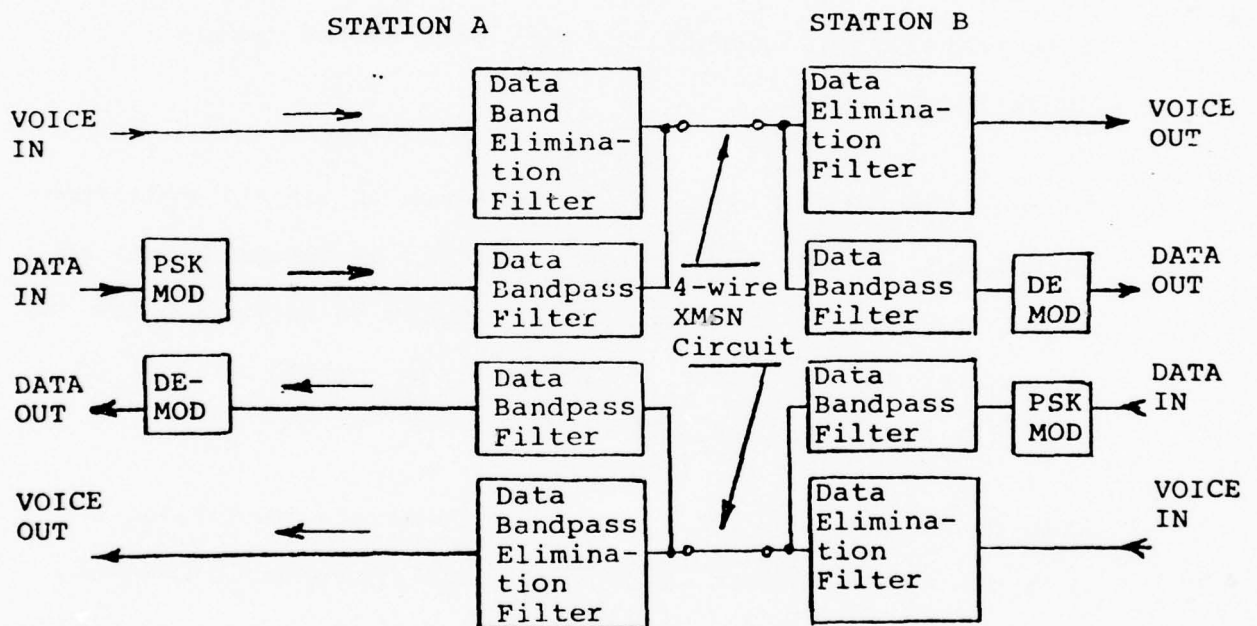 STATION A
STATION B
VOICE
IN
Data
Band
Elimina-
tion
Filter
Data
Elimina-
tion
Filter
VOICE
OUT
DATA
IN
PSK
MOD
Data
Bandpass
Filter
4-wire
XMSN
Circuit
Data
Bandpass
Filter
DE
MOD
DATA
OUT
DATA
OUT
DE-
MOD
Data
Bandpass
Filter
Data
Bandpass
Filter
PSK
MOD
DATA
IN
VOICE
OUT
Data
Bandpass
Elimina-
tion
Filter
Data
Elimina-
tion
Filter
VOICE
IN